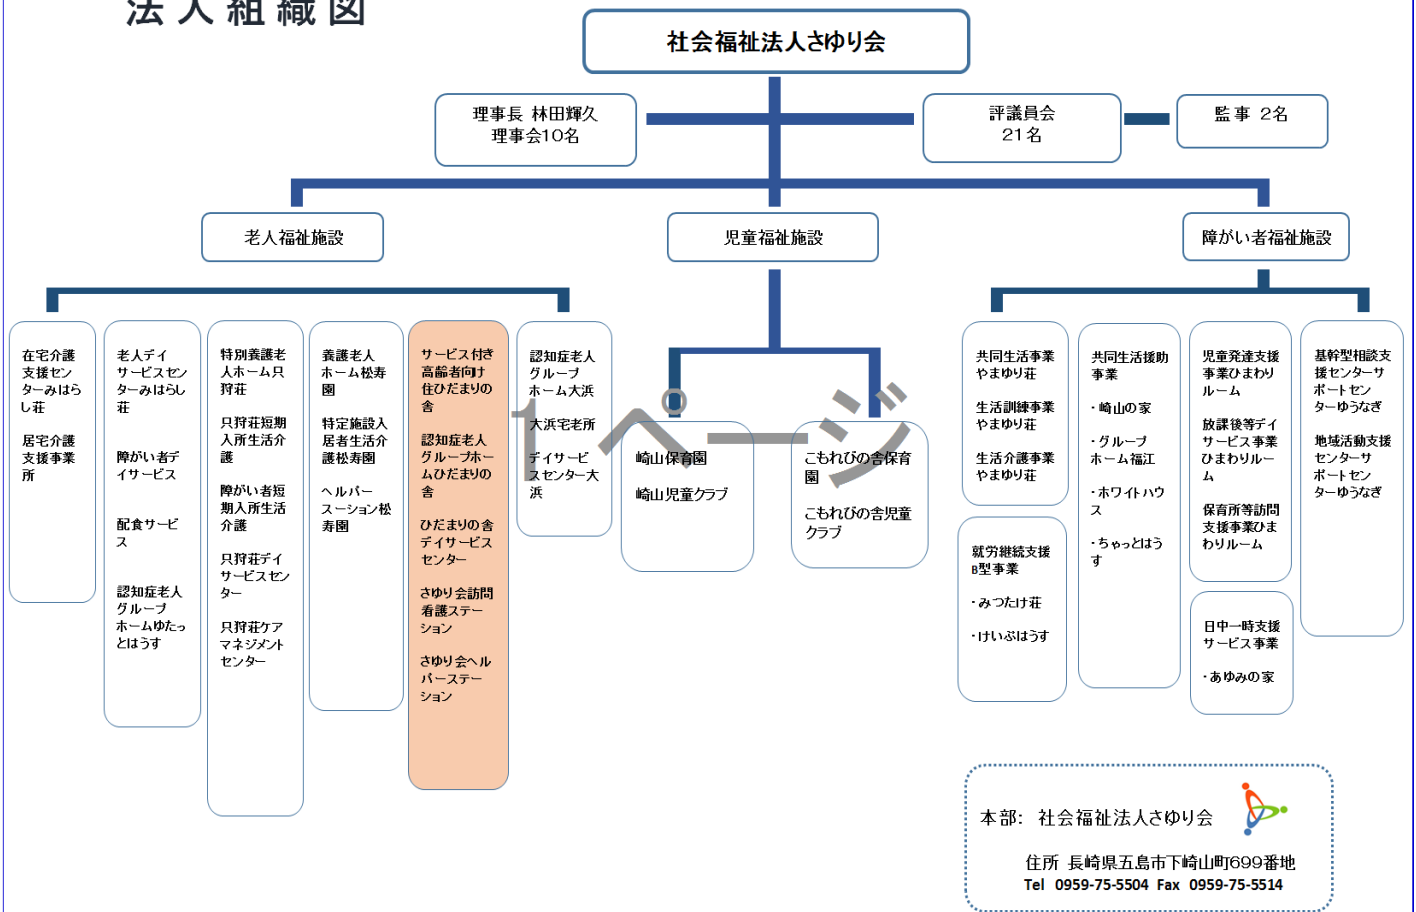 法人組織図
社会福祉法人さゆり会
理事長 林田輝久
理事会10名
評議員会
21名
監事 2名
老人福祉施設
児童福祉施設
障がい者福祉施設
在宅介護
支援セン
ターみはら
し荘
居宅介護
支援事業
所
老人デイ
サービスセン
ターみはらし
荘
障がい者デ
イサービス
配食サービ
ス
認知症老人
グループ
ホームゆたっ
とはうす
特別養護老
人ホーム只
狩荘
只狩荘短期
入所生活介
護
障がい者短
期入所生活
介護
只狩荘デイ
サービスセン
ター
只狩荘ケア
マネジメント
センター
養護老人
ホーム松寿
園
特定施設入
居者生活介
護松寿園
ヘルパー
スーション松
寿園
サービス付き
高齢者向け
住ひだまりの
舎
認知症老人
グループホー
ムひだまりの
舎
ひだまりの舎
デイサービス
センター
さゆり会訪問
看護ステー
ション
さゆり会ヘル
パーステー
ション
認知症老人
グループ
ホーム大浜
大浜宅老所
デイサービ
スセンター大
浜
崎山保育園
崎山児童クラブ
こもれびの舎保育
園
こもれびの舎児童
クラブ
1 ページ
共同生活事業
やまゆり荘
生活訓練事業
やまゆり荘
生活介護事業
やまゆり荘
就労継続支援
B型事業
・みつたけ荘
・けいぶはうす
共同生活援助
事業
・崎山の家
・グループ
ホーム福江
・ホワイトハウ
ス
・ちゃっとはう
す
児童発達支援
事業ひまわり
ルーム
放課後等デイ
サービス事業
ひまわりルー
ム
保育所等訪問
支援事業ひま
わりルーム
日中一時支援
サービス事業
・あゆみの家
基幹型相談支
援センターサ
ポートセン
ターゆうなぎ
地域活動支援
センターサ
ポートセン
ターゆうなぎ
本部: 社会福祉法人さゆり会
住所 長崎県五島市下崎山町699番地
Tel 0959-75-5504 Fax 0959-75-5514